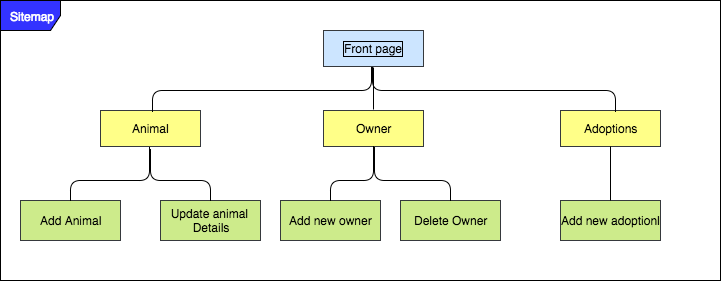 Sitemap
Front page
Animal
Owner
Adoptions
Add Animal
Update animal
Details
Add new owner
Delete Owner
Add new adoptionl